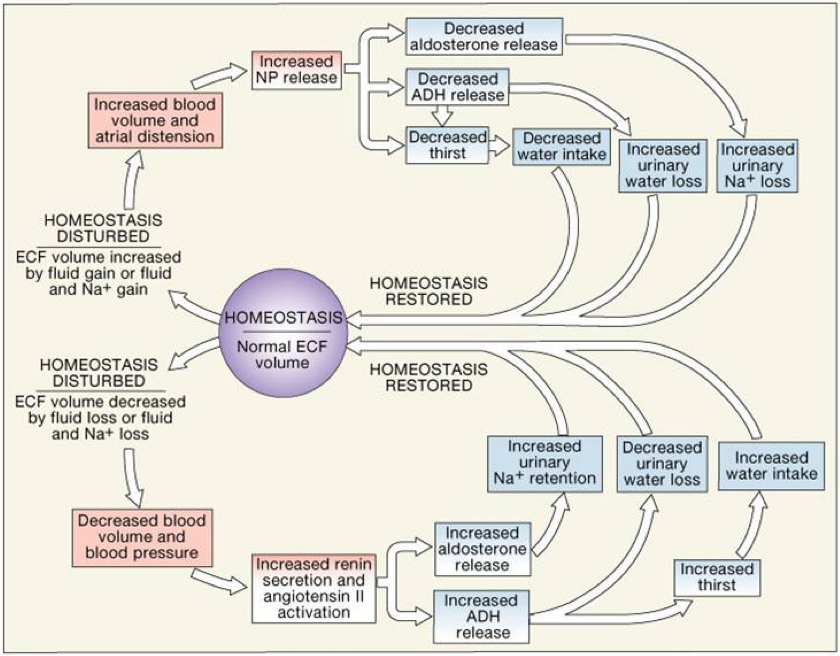 Decreased
aldosterone release
Increased
NP release
Decreased
ADH release
Increased blood
volume and
atrial distension
Decreased
thirst
Decreased
water intake
Increased
urinary
water loss
Increased
urinary
Na+ loss
HOMEOSTASIS
DISTURBED
ECF volume increased
by fluid gain or fluid
and Na+ gain
HOMEOSTASIS
RESTORED
HOMEOSTASIS
Normal ECF
volume
HOMEOSTASIS
DISTURBED
ECF volume decreased
by fluid loss or fluid
and Na+ loss
HOMEOSTASIS
RESTORED
Increased
urinary
Na+ retention
Decreased
urinary
water loss
Increased
water intake
Decreased blood
volume and
blood pressure
Increased renin
secretion and
angiotensin II
activation
Increased
aldosterone
release
Increased
ADH
release
Increased
thirst